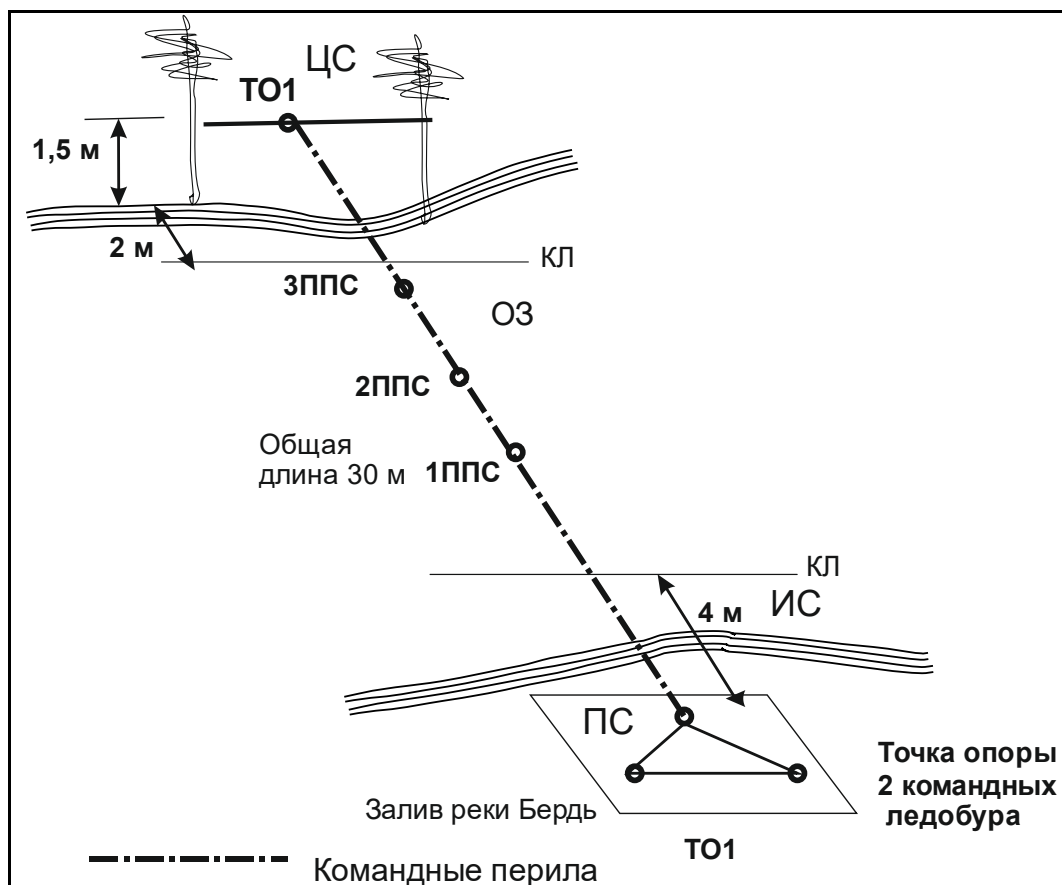 ЦС
ТО1
1,5 м
2 м
КЛ
3ППС
ОЗ
2ППС
Общая
длина 30 м
1ППС
КЛ
ИС
4 м
ПС
Точка опоры
2 командных
ледобура
Залив реки Бердь
ТО1
Командные перила